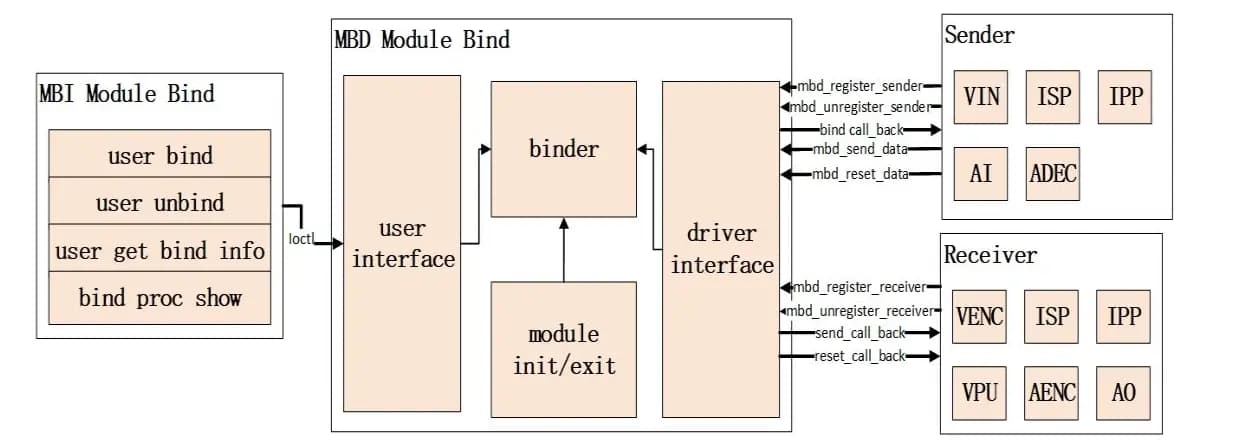 MBI Module Bind
user bind
user unbind
user get bind info
bind proc show
Ioctl
MBD Module Bind
user
interface
binder
module
init/exit
driver
interface
mbd_register_sender
mbd_unregister_sender
bind call_back
mbd_send_data
mbd_reset_data
mbd_register_receiver
mbd_unregister_receiver
send_call_back
reset_call_back
Sender
VIN ISP IPP
AI ADEC
Receiver
VENC ISP IPP
VPU AENC AO